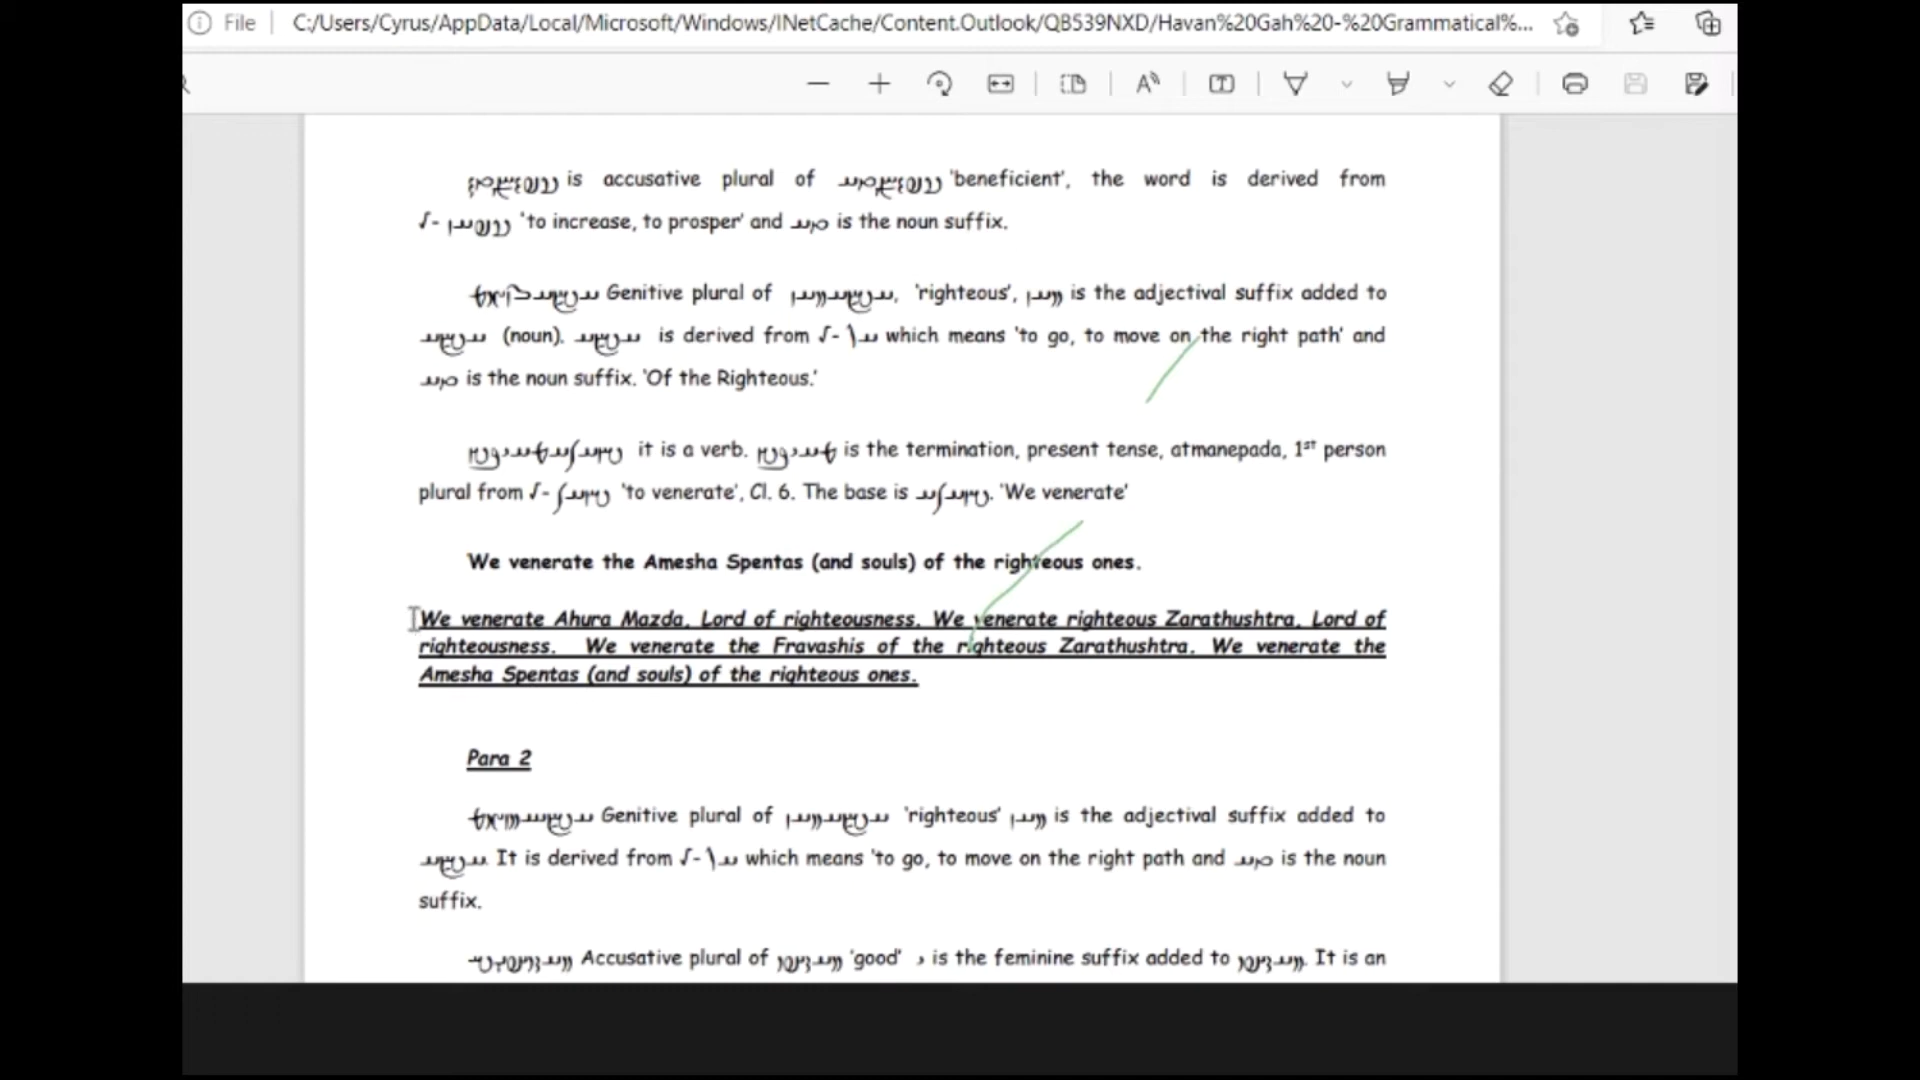 File C:/Users/Cyrus/AppData/Local/Microsoft/Windows/INetCache/Content.Outlook/QB539NXD/Havan%20Gah%20-%20Grammatical%...
is accusative plural of 'beneficient', the word is derived from
√- 'to increase, to prosper' and is the noun suffix.
Genitive plural of , 'righteous', is the adjectival suffix added to
(noun). is derived from √- which means 'to go, to move on the right path' and
is the noun suffix. 'Of the Righteous.'
it is a verb. is the termination, present tense, atmanepada, 1st person
plural from √- 'to venerate', Cl. 6. The base is . 'We venerate'
We venerate the Amesha Spentas (and souls) of the righteous ones.
We venerate Ahura Mazda, Lord of righteousness. We venerate righteous Zarathushtra, Lord of
righteousness. We venerate the Fravashis of the righteous Zarathushtra. We venerate the
Amesha Spentas (and souls) of the righteous ones.
Para 2
Genitive plural of 'righteous' is the adjectival suffix added to
. It is derived from √- which means 'to go, to move on the right path and is the noun
suffix.
Accusative plural of 'good' is the feminine suffix added to . It is an